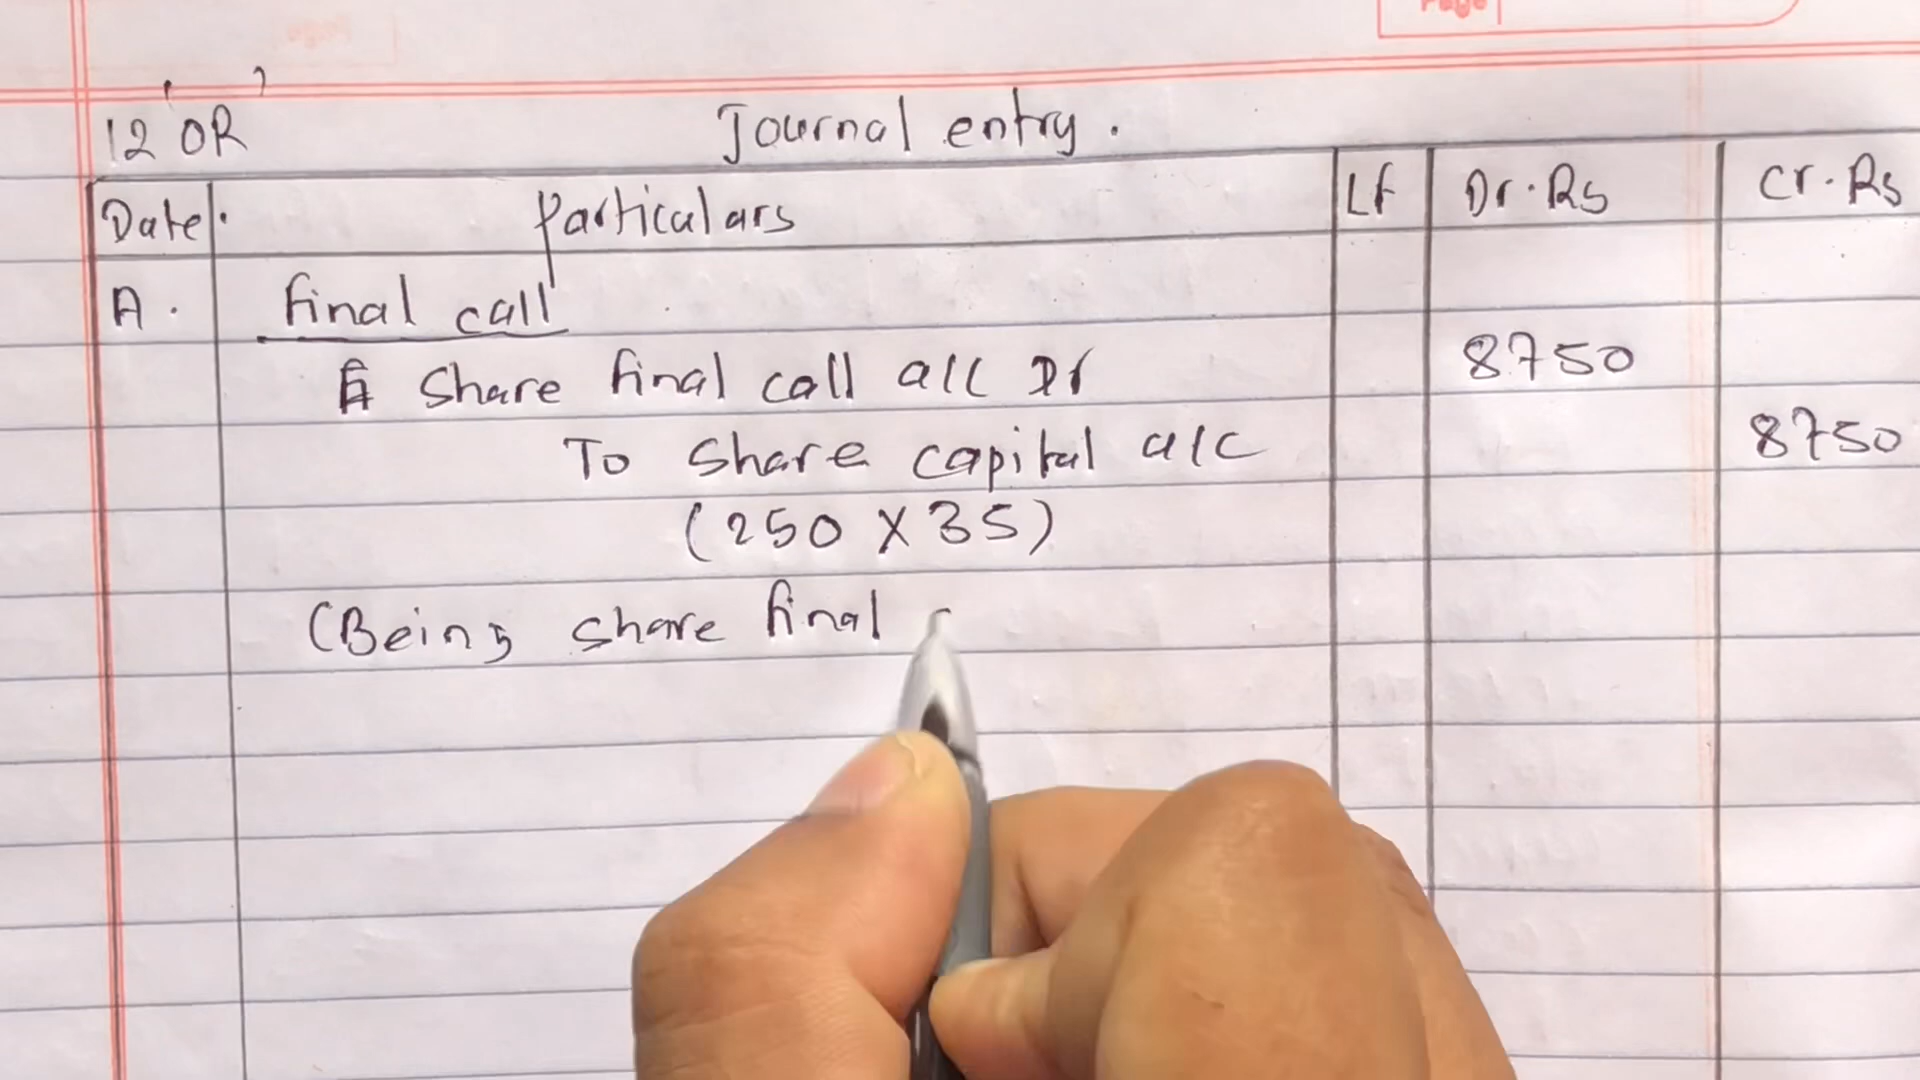 Page
12 'OR'
Journal entry.
Date. Particulars LF Dr. Rs Cr. Rs
A. Final call
Share final call a/c Dr 8750
To share capital a/c 8750
(250 X 35)
(Being share final